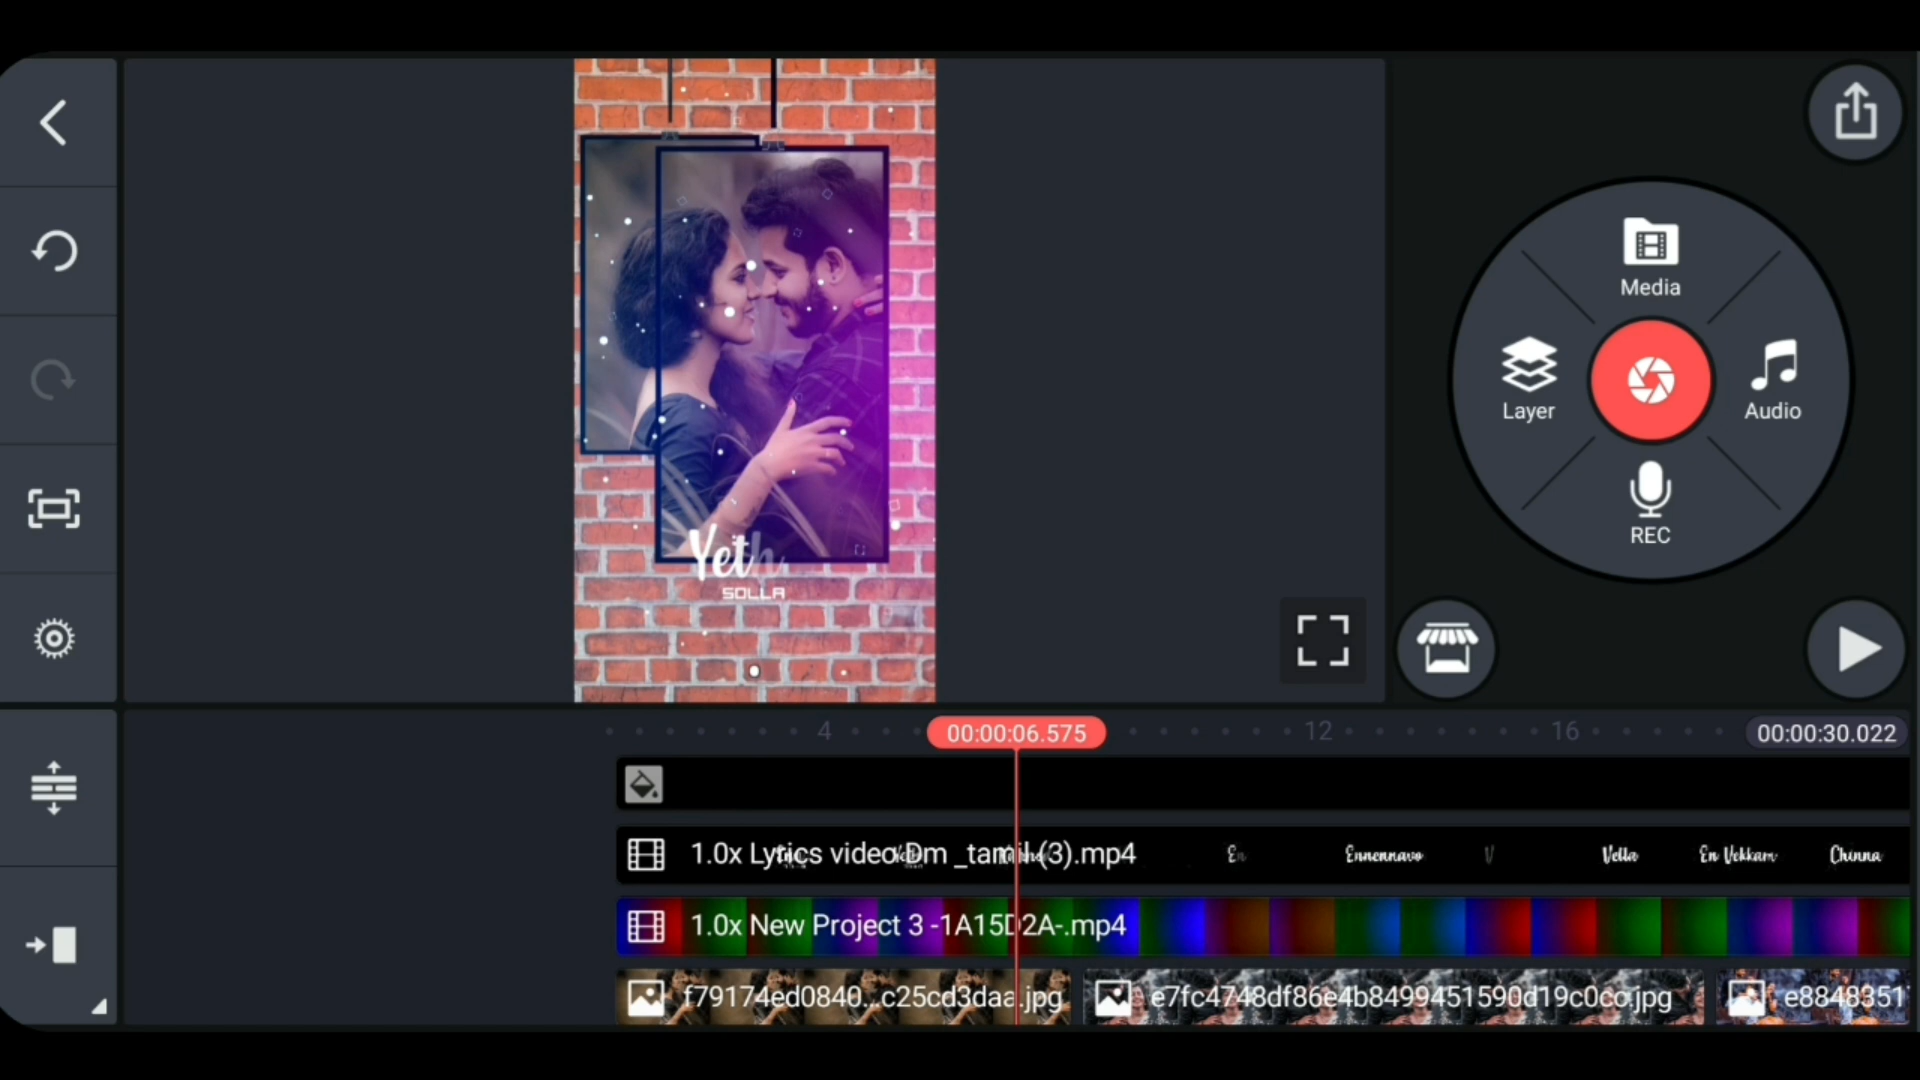 Media
Layer
Audio
REC
Yeth
SOLLA
4
00:00:06.575
12
16
00:00:30.022
1.0x Lyrics video Dm _tamil (3).mp4
En
Ennennavo
V
Vella
En Vekkam
Chinna
1.0x New Project 3 -1A15D2A-.mp4
f79174ed0840...c25cd3daa.jpg
e7fc4748df86e4b8499451590d19c0cc.jpg
e8848351